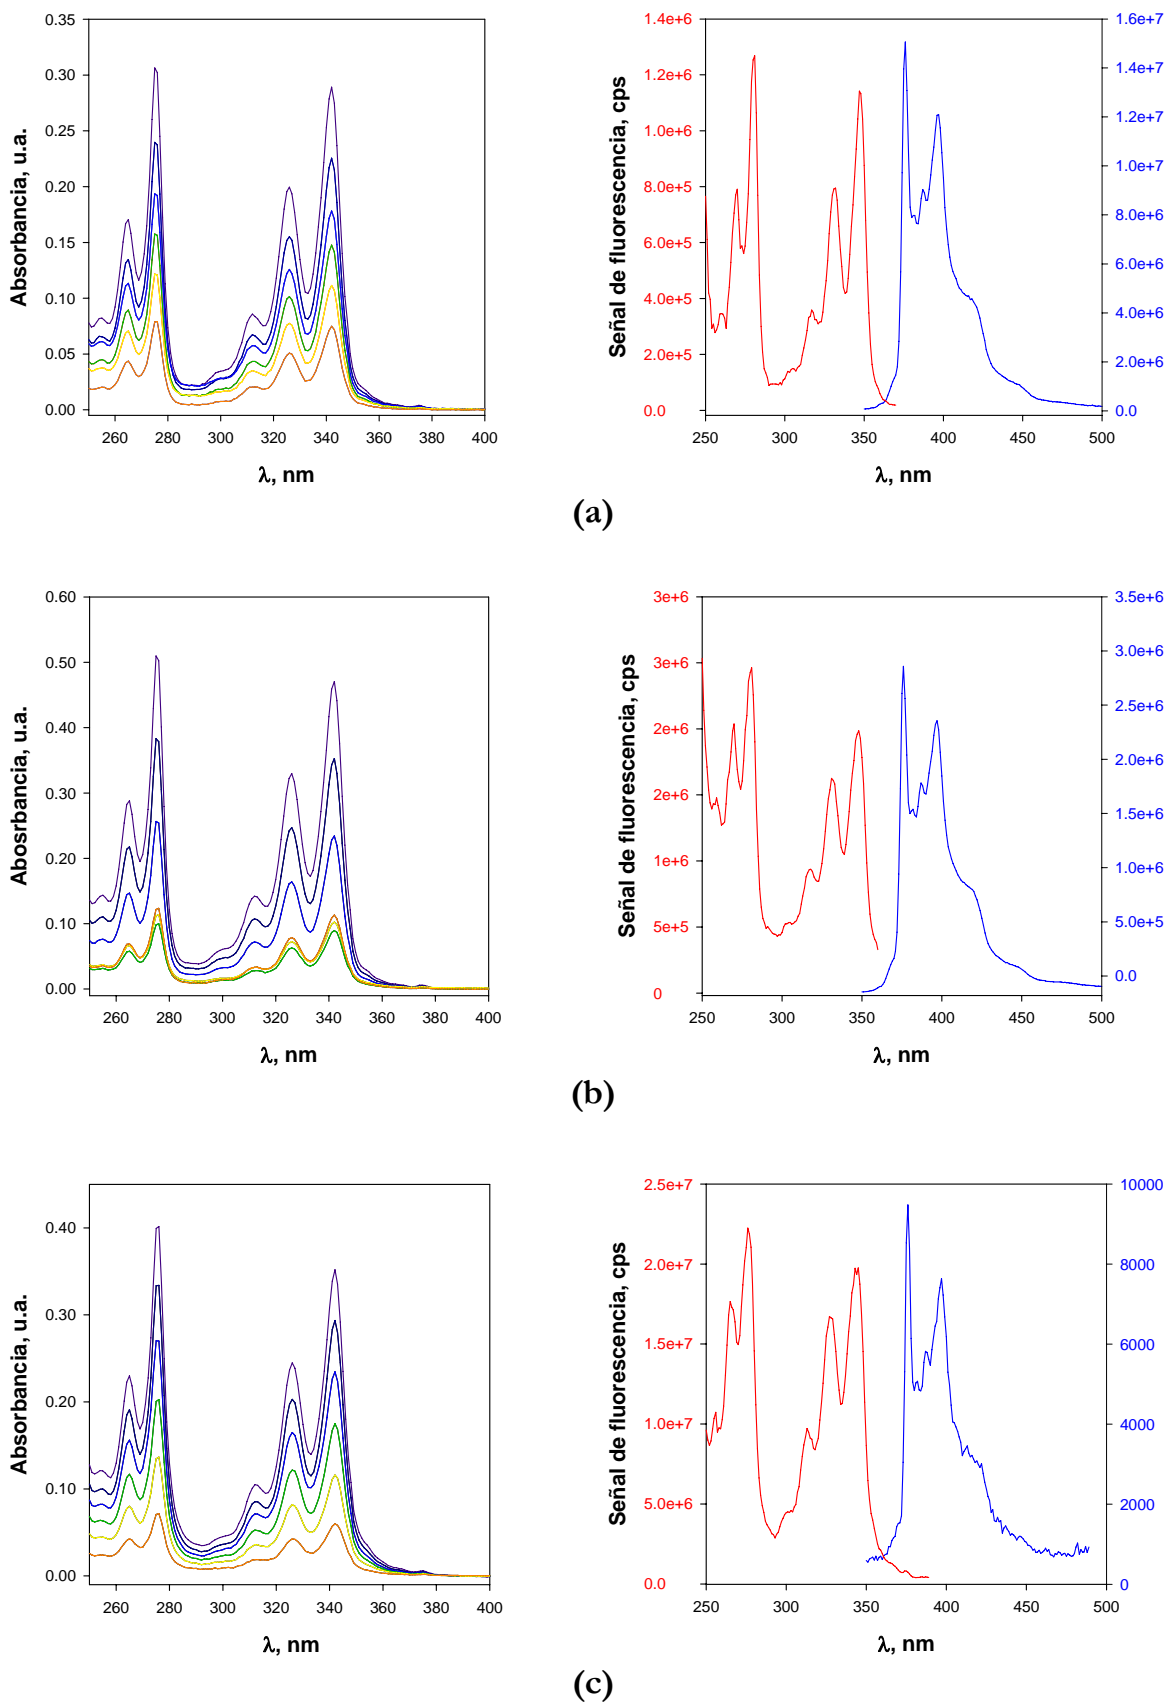 0.35
0.30
0.25
0.20
0.15
0.10
0.05
0.00
Absorbancia, u.a.
260 280 300 320 340 360 380 400
λ, nm
1.4e+6
1.2e+6
1.0e+6
8.0e+5
6.0e+5
4.0e+5
2.0e+5
0.0
Señal de fluorescencia, cps
1.6e+7
1.4e+7
1.2e+7
1.0e+7
8.0e+6
6.0e+6
4.0e+6
2.0e+6
0.0
250 300 350 400 450 500
λ, nm
(a)
0.60
0.50
0.40
0.30
0.20
0.10
0.00
Abosrbancia, u.a.
260 280 300 320 340 360 380 400
λ, nm
3e+6
3e+6
2e+6
2e+6
1e+6
5e+5
0
Señal de fluorescencia, cps
3.5e+6
3.0e+6
2.5e+6
2.0e+6
1.5e+6
1.0e+6
5.0e+5
0.0
250 300 350 400 450 500
λ, nm
(b)
0.40
0.30
0.20
0.10
0.00
Absorbancia, u.a.
260 280 300 320 340 360 380 400
λ, nm
2.5e+7
2.0e+7
1.5e+7
1.0e+7
5.0e+6
0.0
Señal de fluorescencia, cps
10000
8000
6000
4000
2000
0
250 300 350 400 450 500
λ, nm
(c)